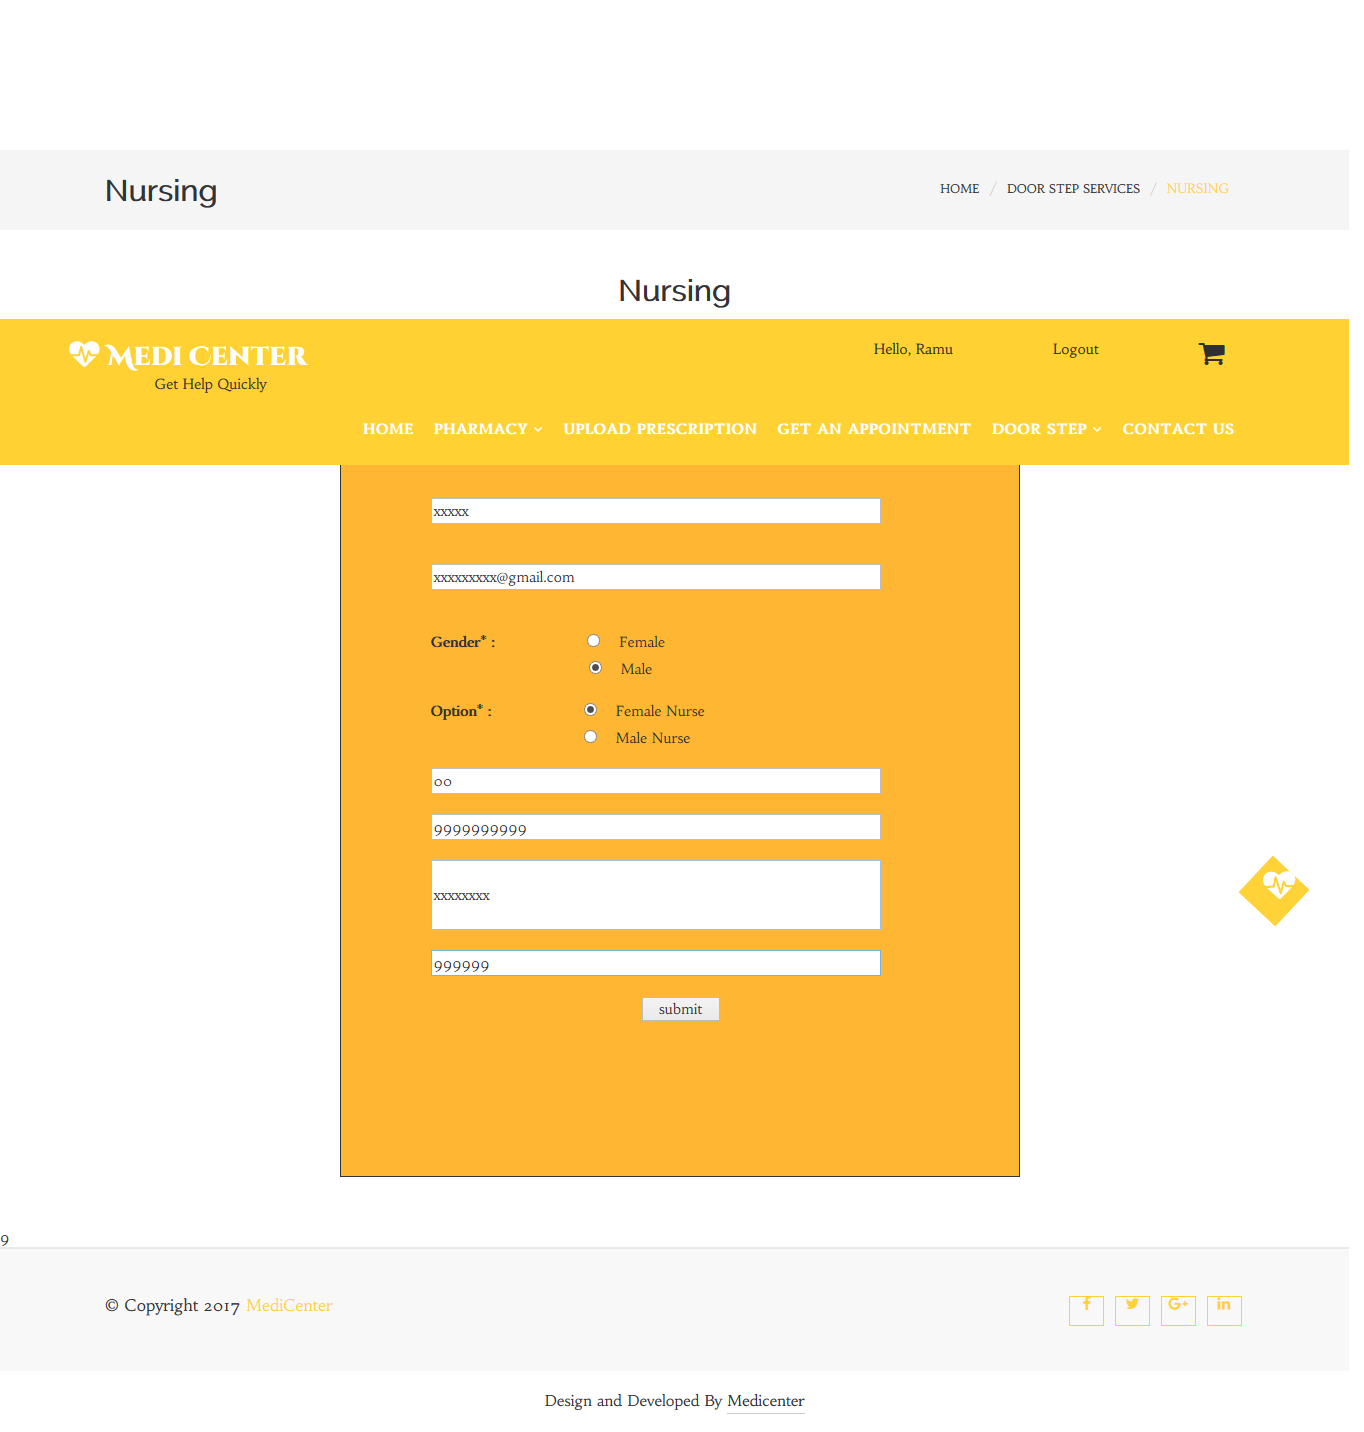 Nursing
HOME / DOOR STEP SERVICES / NURSING
Nursing
MEDI CENTER
Get Help Quickly
Hello, Ramu
Logout
HOME PHARMACY UPLOAD PRESCRIPTION GET AN APPOINTMENT DOOR STEP CONTACT US
xxxxx
xxxxxxxxx@gmail.com
Gender* : Female
Male
Option* : Female Nurse
Male Nurse
00
9999999999
xxxxxxxx
999999
submit
9
© Copyright 2017 MediCenter
Design and Developed By Medicenter